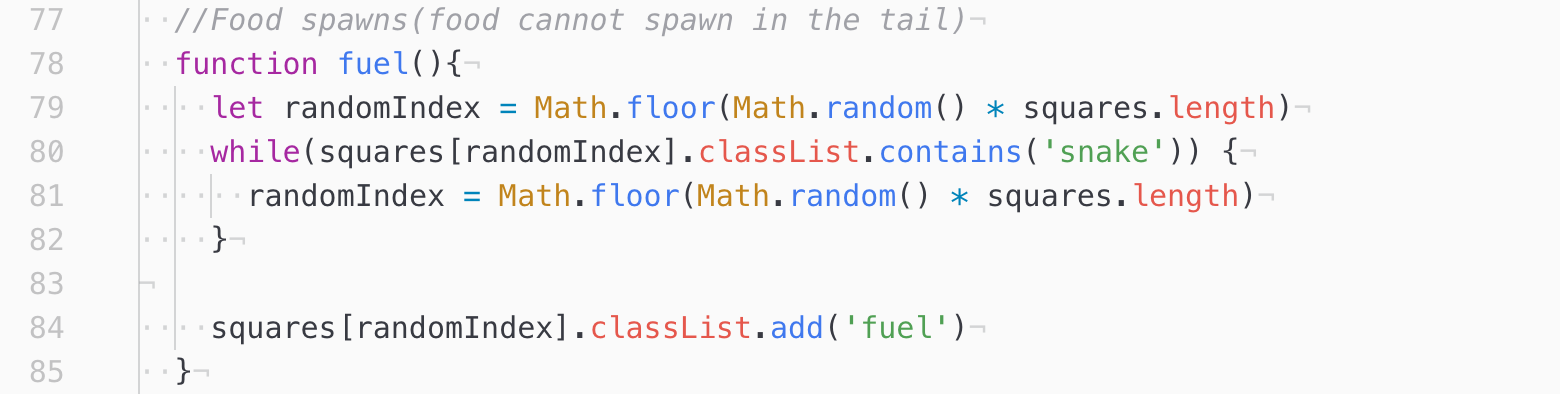 77 //Food spawns(food cannot spawn in the tail)¬
78 function fuel(){¬
79 let randomIndex = Math.floor(Math.random() * squares.length)¬
80 while(squares[randomIndex].classList.contains('snake')) {¬
81 randomIndex = Math.floor(Math.random() * squares.length)¬
82 }¬
83 ¬
84 squares[randomIndex].classList.add('fuel')¬
85 }¬